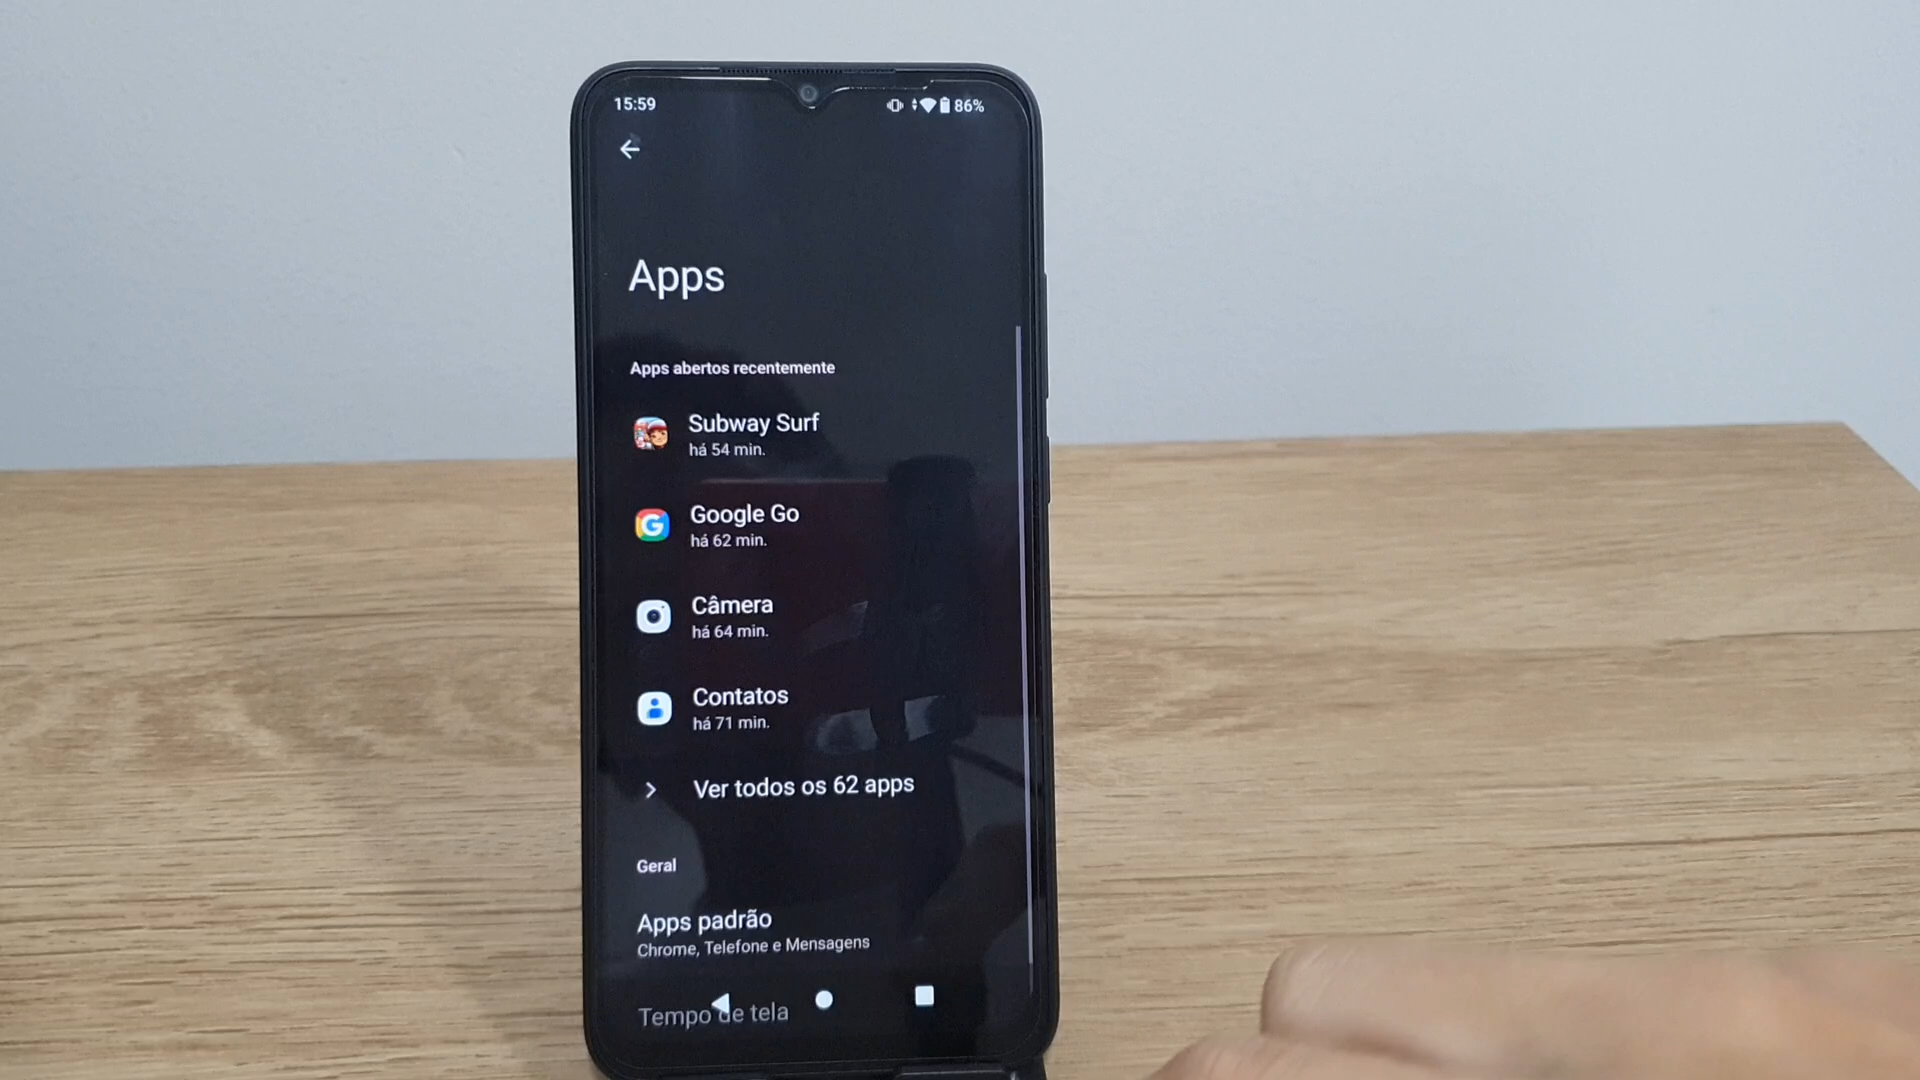 15:59
86%
Apps
Apps abertos recentemente
Subway Surf
há 54 min.
Google Go
há 62 min.
Câmera
há 64 min.
Contatos
há 71 min.
Ver todos os 62 apps
Geral
Apps padrão
Chrome, Telefone e Mensagens
Tempo de tela